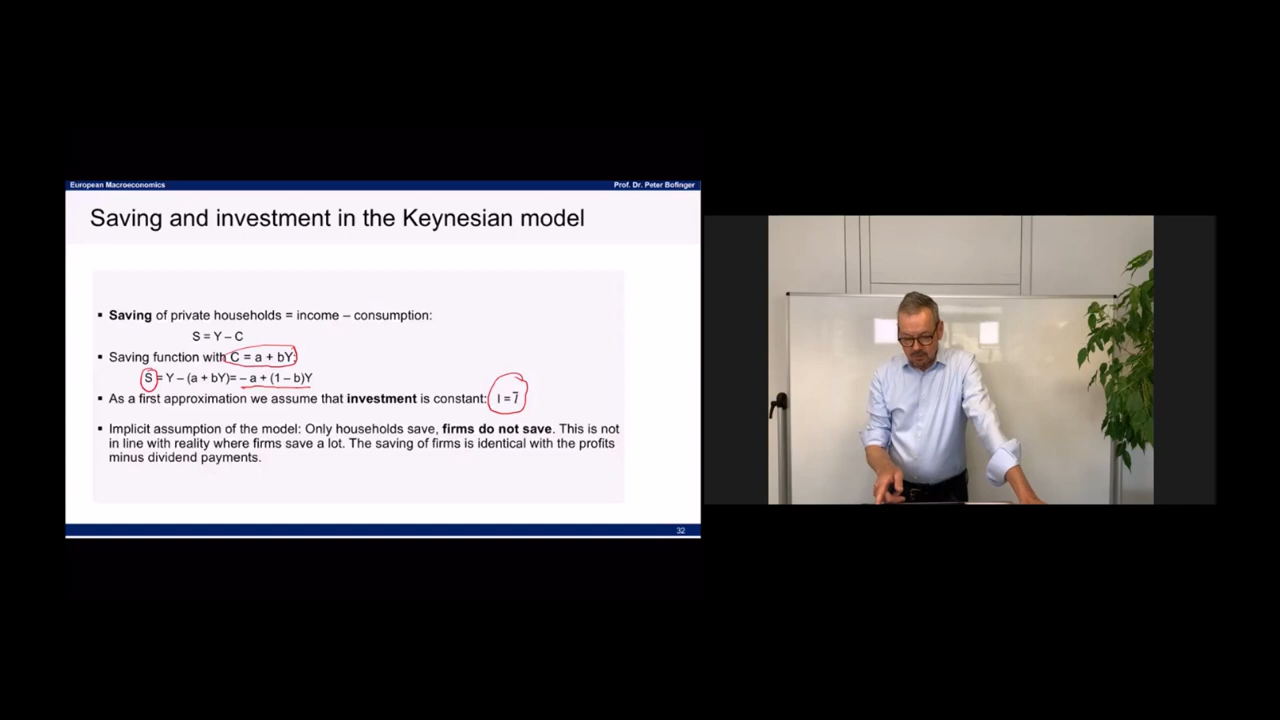 European Macroeconomics Prof. Dr. Peter Bofinger
Saving and investment in the Keynesian model
▪ Saving of private households = income – consumption:
S = Y – C
▪ Saving function with C = a + bY:
S = Y – (a + bY)= – a + (1 – b)Y
▪ As a first approximation we assume that investment is constant: I = Ī
▪ Implicit assumption of the model: Only households save, firms do not save. This is not
in line with reality where firms save a lot. The saving of firms is identical with the profits
minus dividend payments.
32